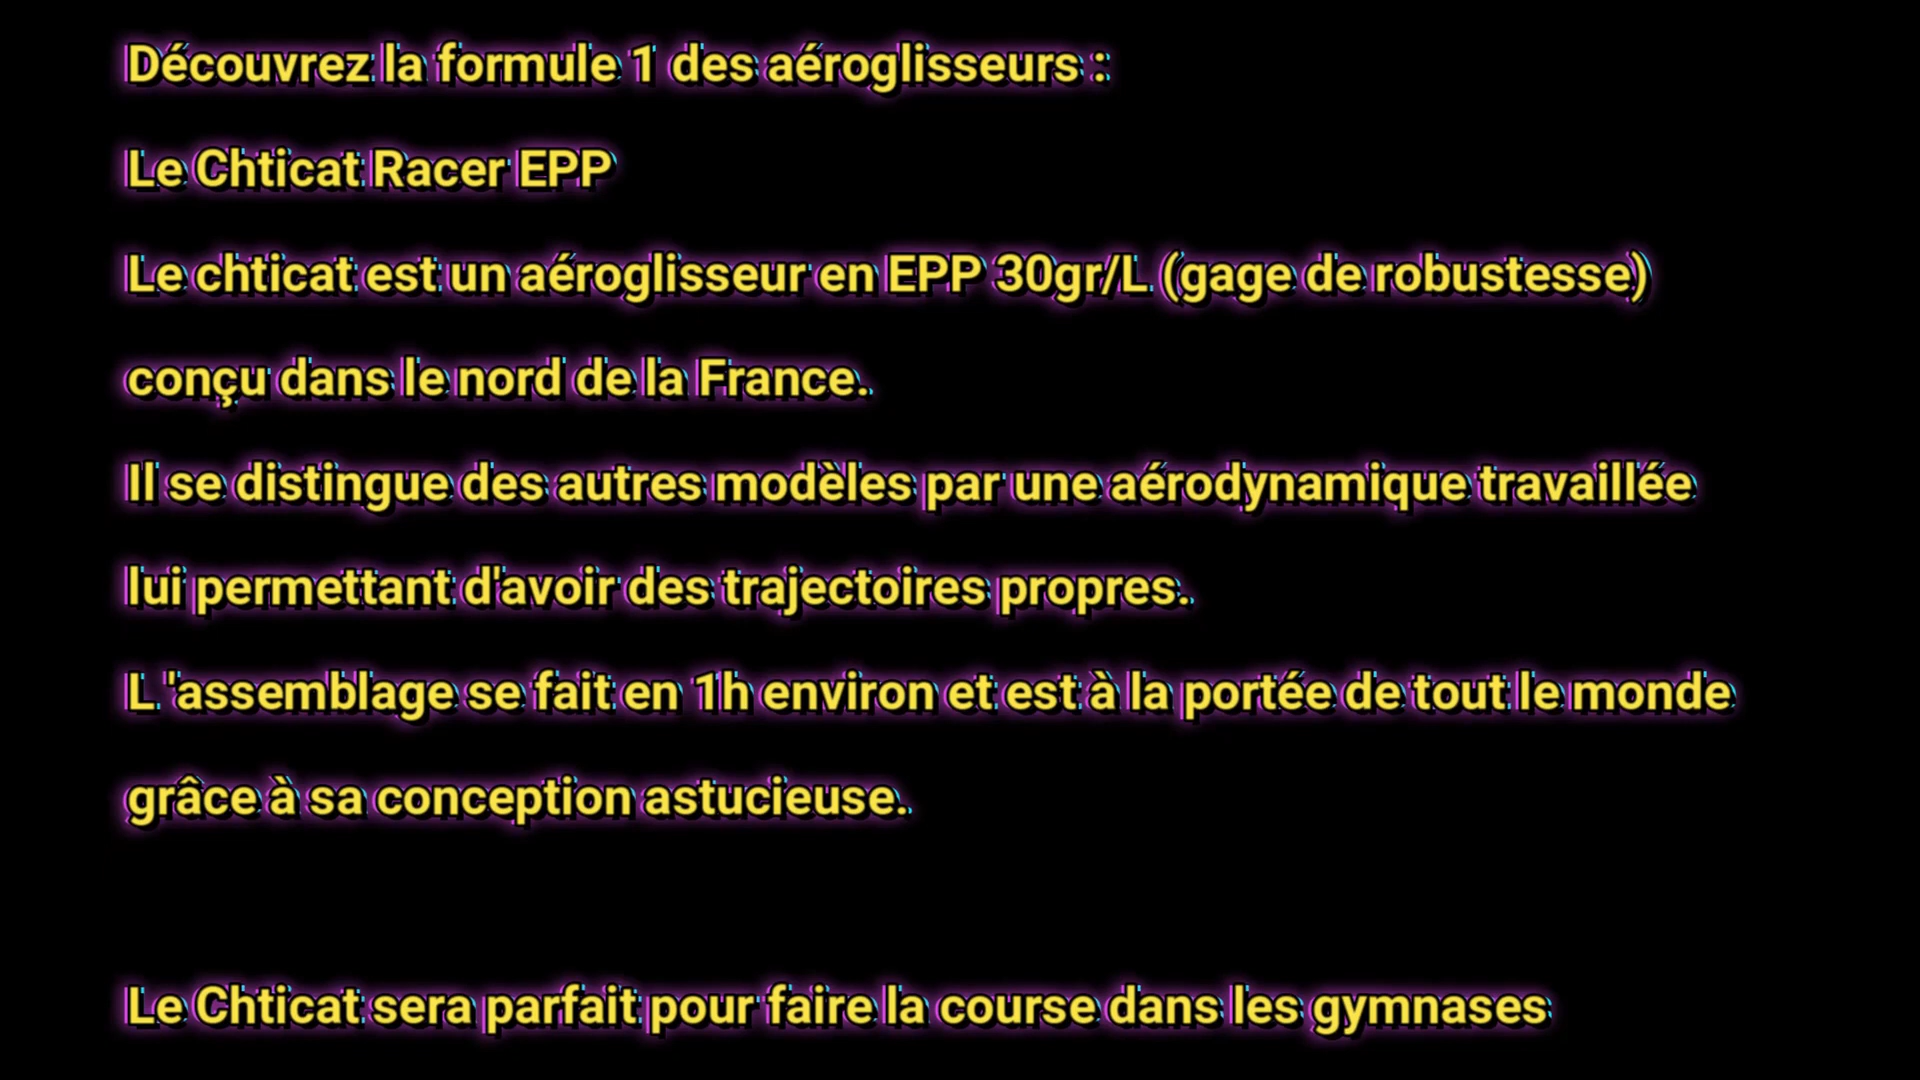 Découvrez la formule 1 des aéroglisseurs :
Le Chticat Racer EPP
Le chticat est un aéroglisseur en EPP 30gr/L (gage de robustesse)
conçu dans le nord de la France.
Il se distingue des autres modèles par une aérodynamique travaillée
lui permettant d'avoir des trajectoires propres.
L 'assemblage se fait en 1h environ et est à la portée de tout le monde
grâce à sa conception astucieuse.
Le Chticat sera parfait pour faire la course dans les gymnases